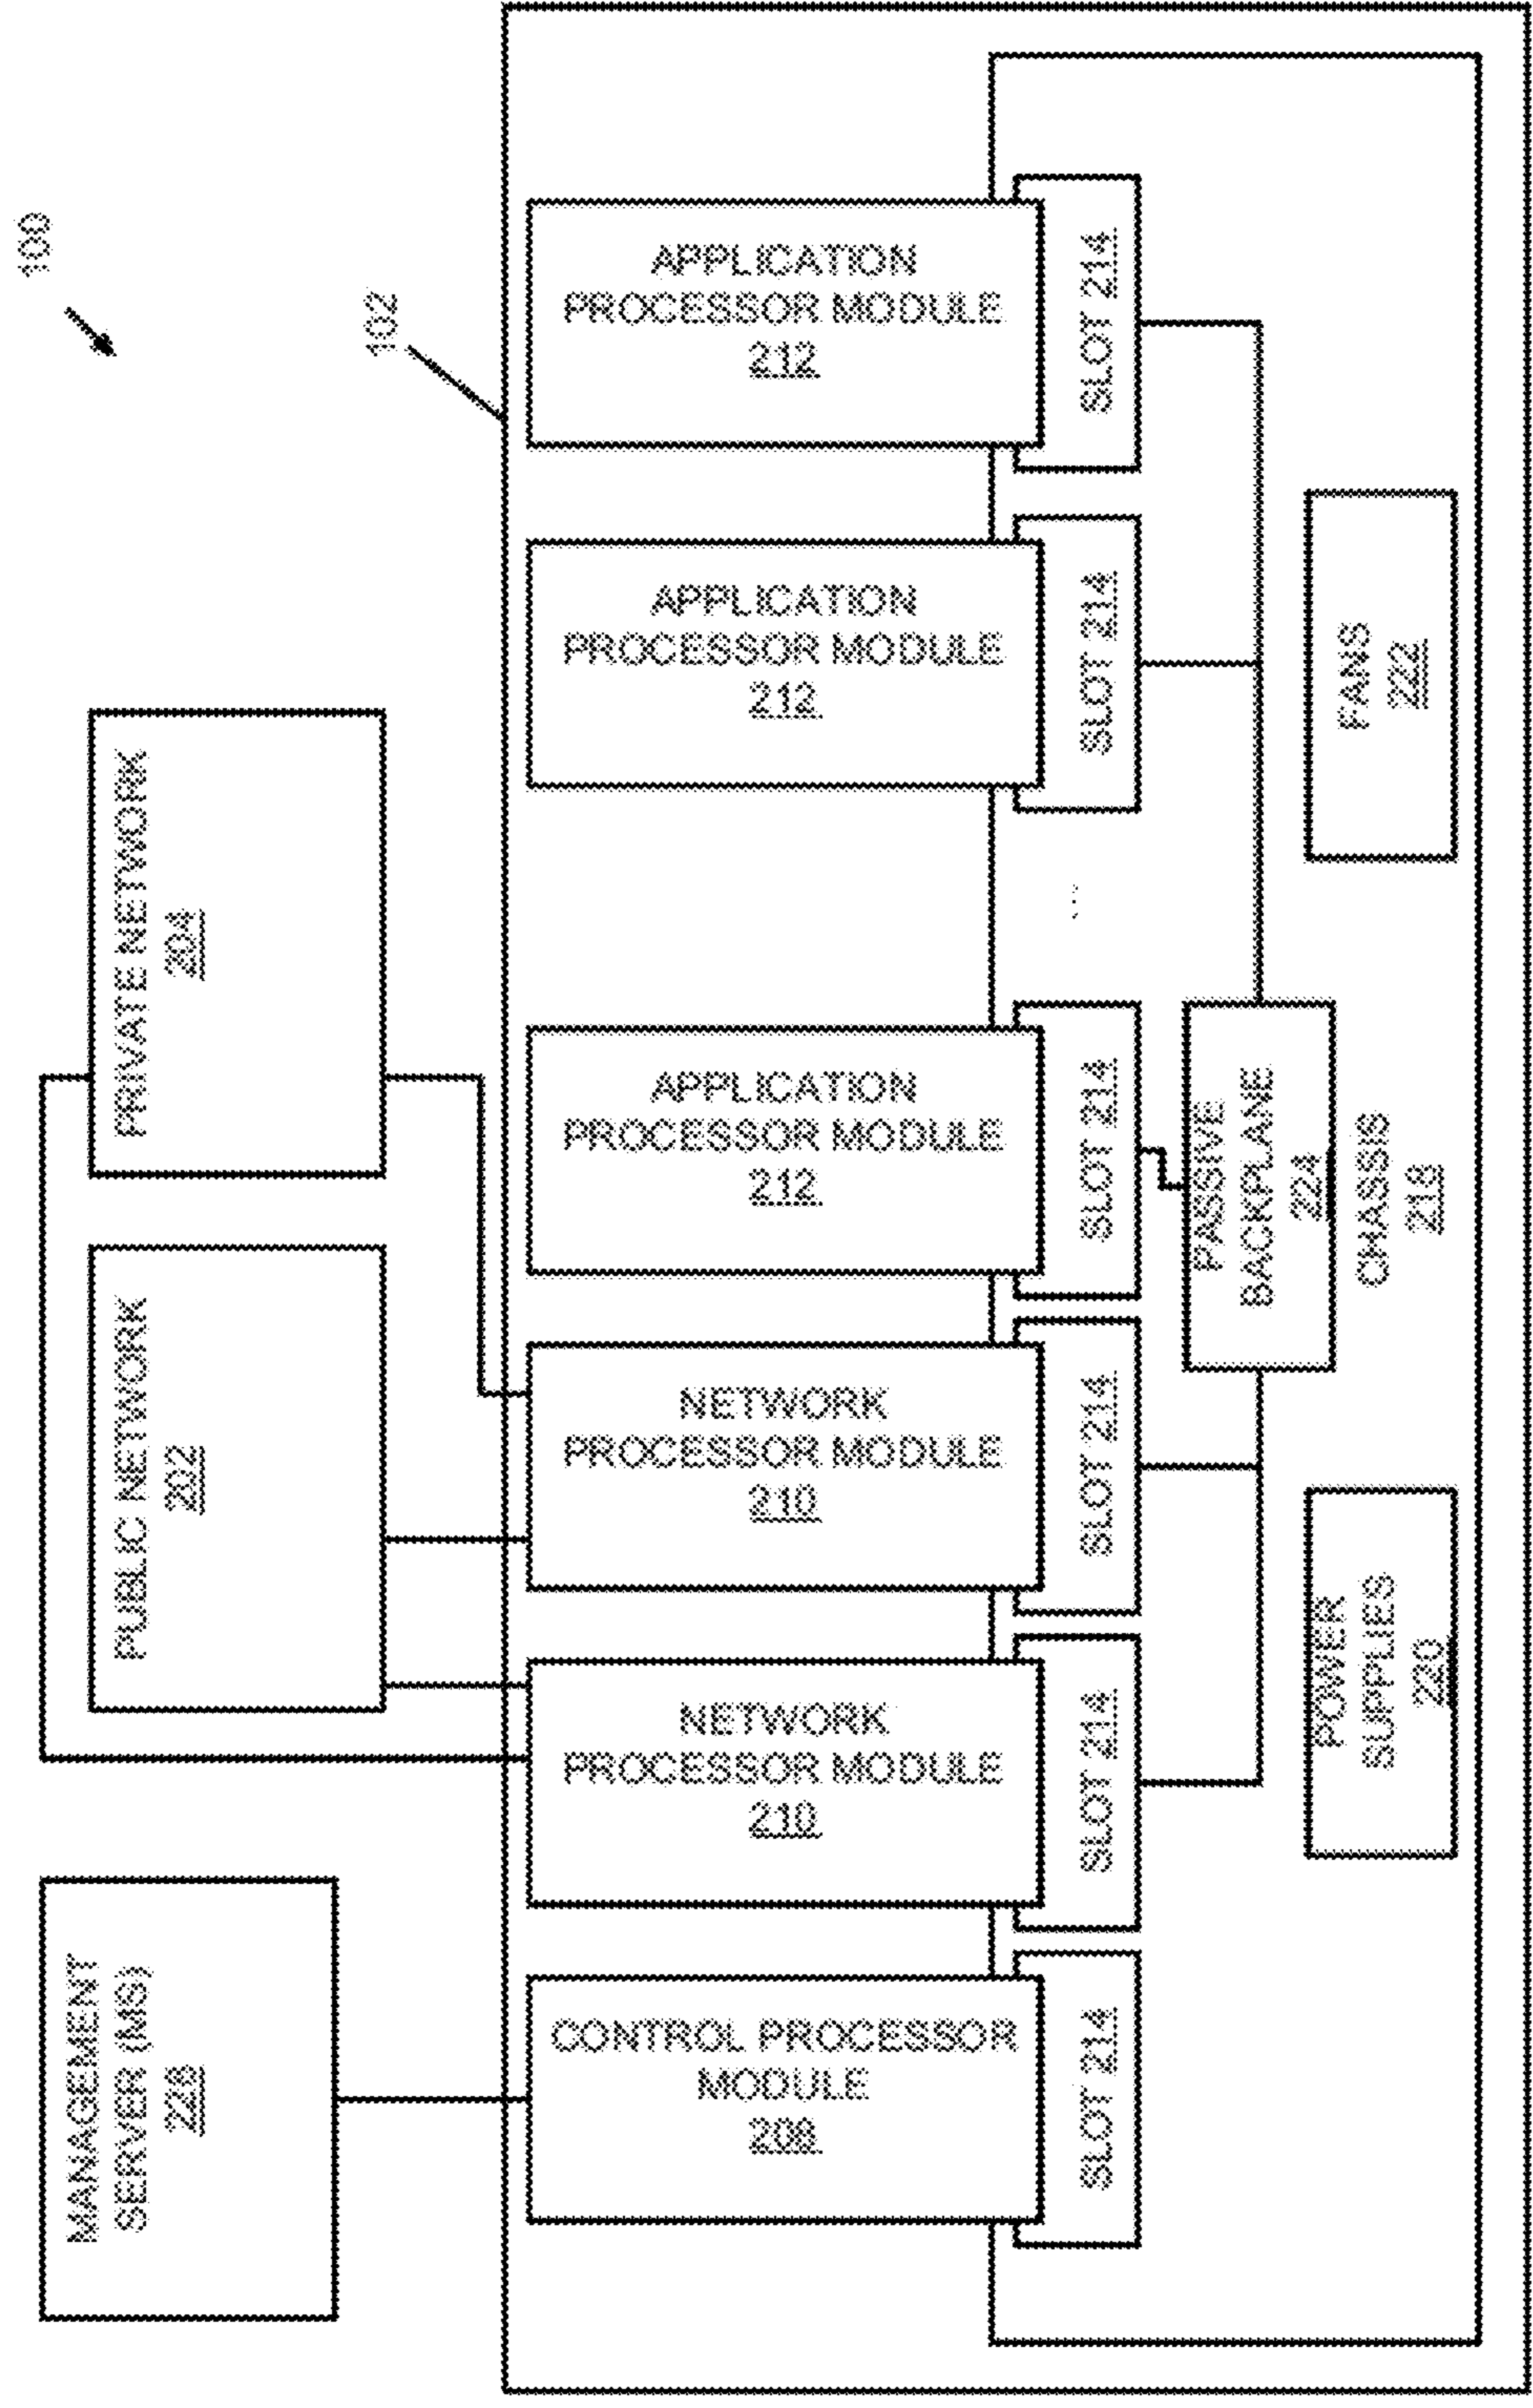 100
102
MANAGEMENT
SERVER (MS)
228
PUBLIC NETWORK
202
PRIVATE NETWORK
204
CONTROL PROCESSOR
MODULE
208
NETWORK
PROCESSOR MODULE
210
NETWORK
PROCESSOR MODULE
210
APPLICATION
PROCESSOR MODULE
212
APPLICATION
PROCESSOR MODULE
212
APPLICATION
PROCESSOR MODULE
212
SLOT 214
SLOT 214
SLOT 214
SLOT 214
...
SLOT 214
SLOT 214
PASSIVE
BACKPLANE
224
CHASSIS
218
POWER
SUPPLIES
220
FANS
222